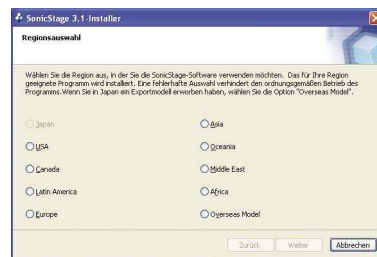 SonicStage 3.1-Installer
Regionsauswahl
Wählen Sie die Region aus, in der Sie die SonicStage-Software verwenden möchten. Das für Ihre Region
geeignete Programm wird installiert. Eine fehlerhafte Auswahl verhindert den ordnungsgemäßen Betrieb des
Programms.Wenn Sie in Japan ein Exportmodell erworben haben, wählen Sie die Option "Overseas Model".
Japan
Asia
USA
Oceania
Canada
Middle East
Latin America
Africa
Europe
Overseas Model
Zurück
Weiter
Abbrechen